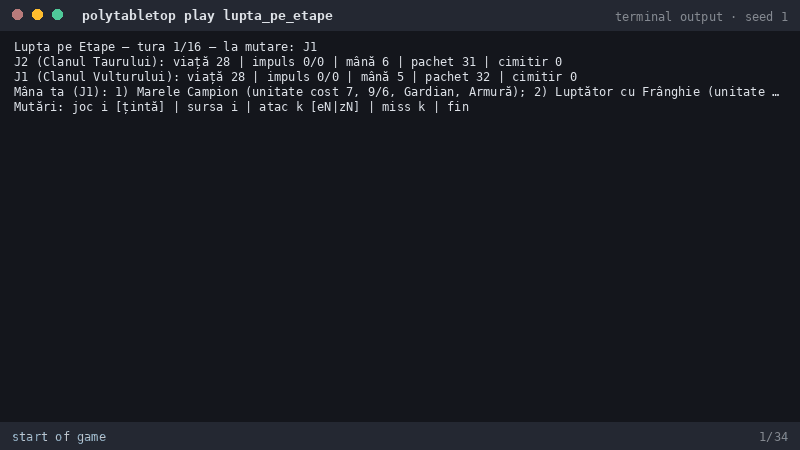 polytabletop play lupta_pe_etape
terminal output · seed 1
Lupta pe Etape — tura 1/16 — la mutare: J1
J2 (Clanul Taurului): viață 28 | impuls 0/0 | mână 6 | pachet 31 | cimitir 0
J1 (Clanul Vulturului): viață 28 | impuls 0/0 | mână 5 | pachet 32 | cimitir 0
Mâna ta (J1): 1) Marele Campion (unitate cost 7, 9/6, Gardian, Armură); 2) Luptător cu Frânghie (unitate …
Mutări: joc i [țintă] | sursa i | atac k [eN|zN] | miss k | fin
start of game
1/34